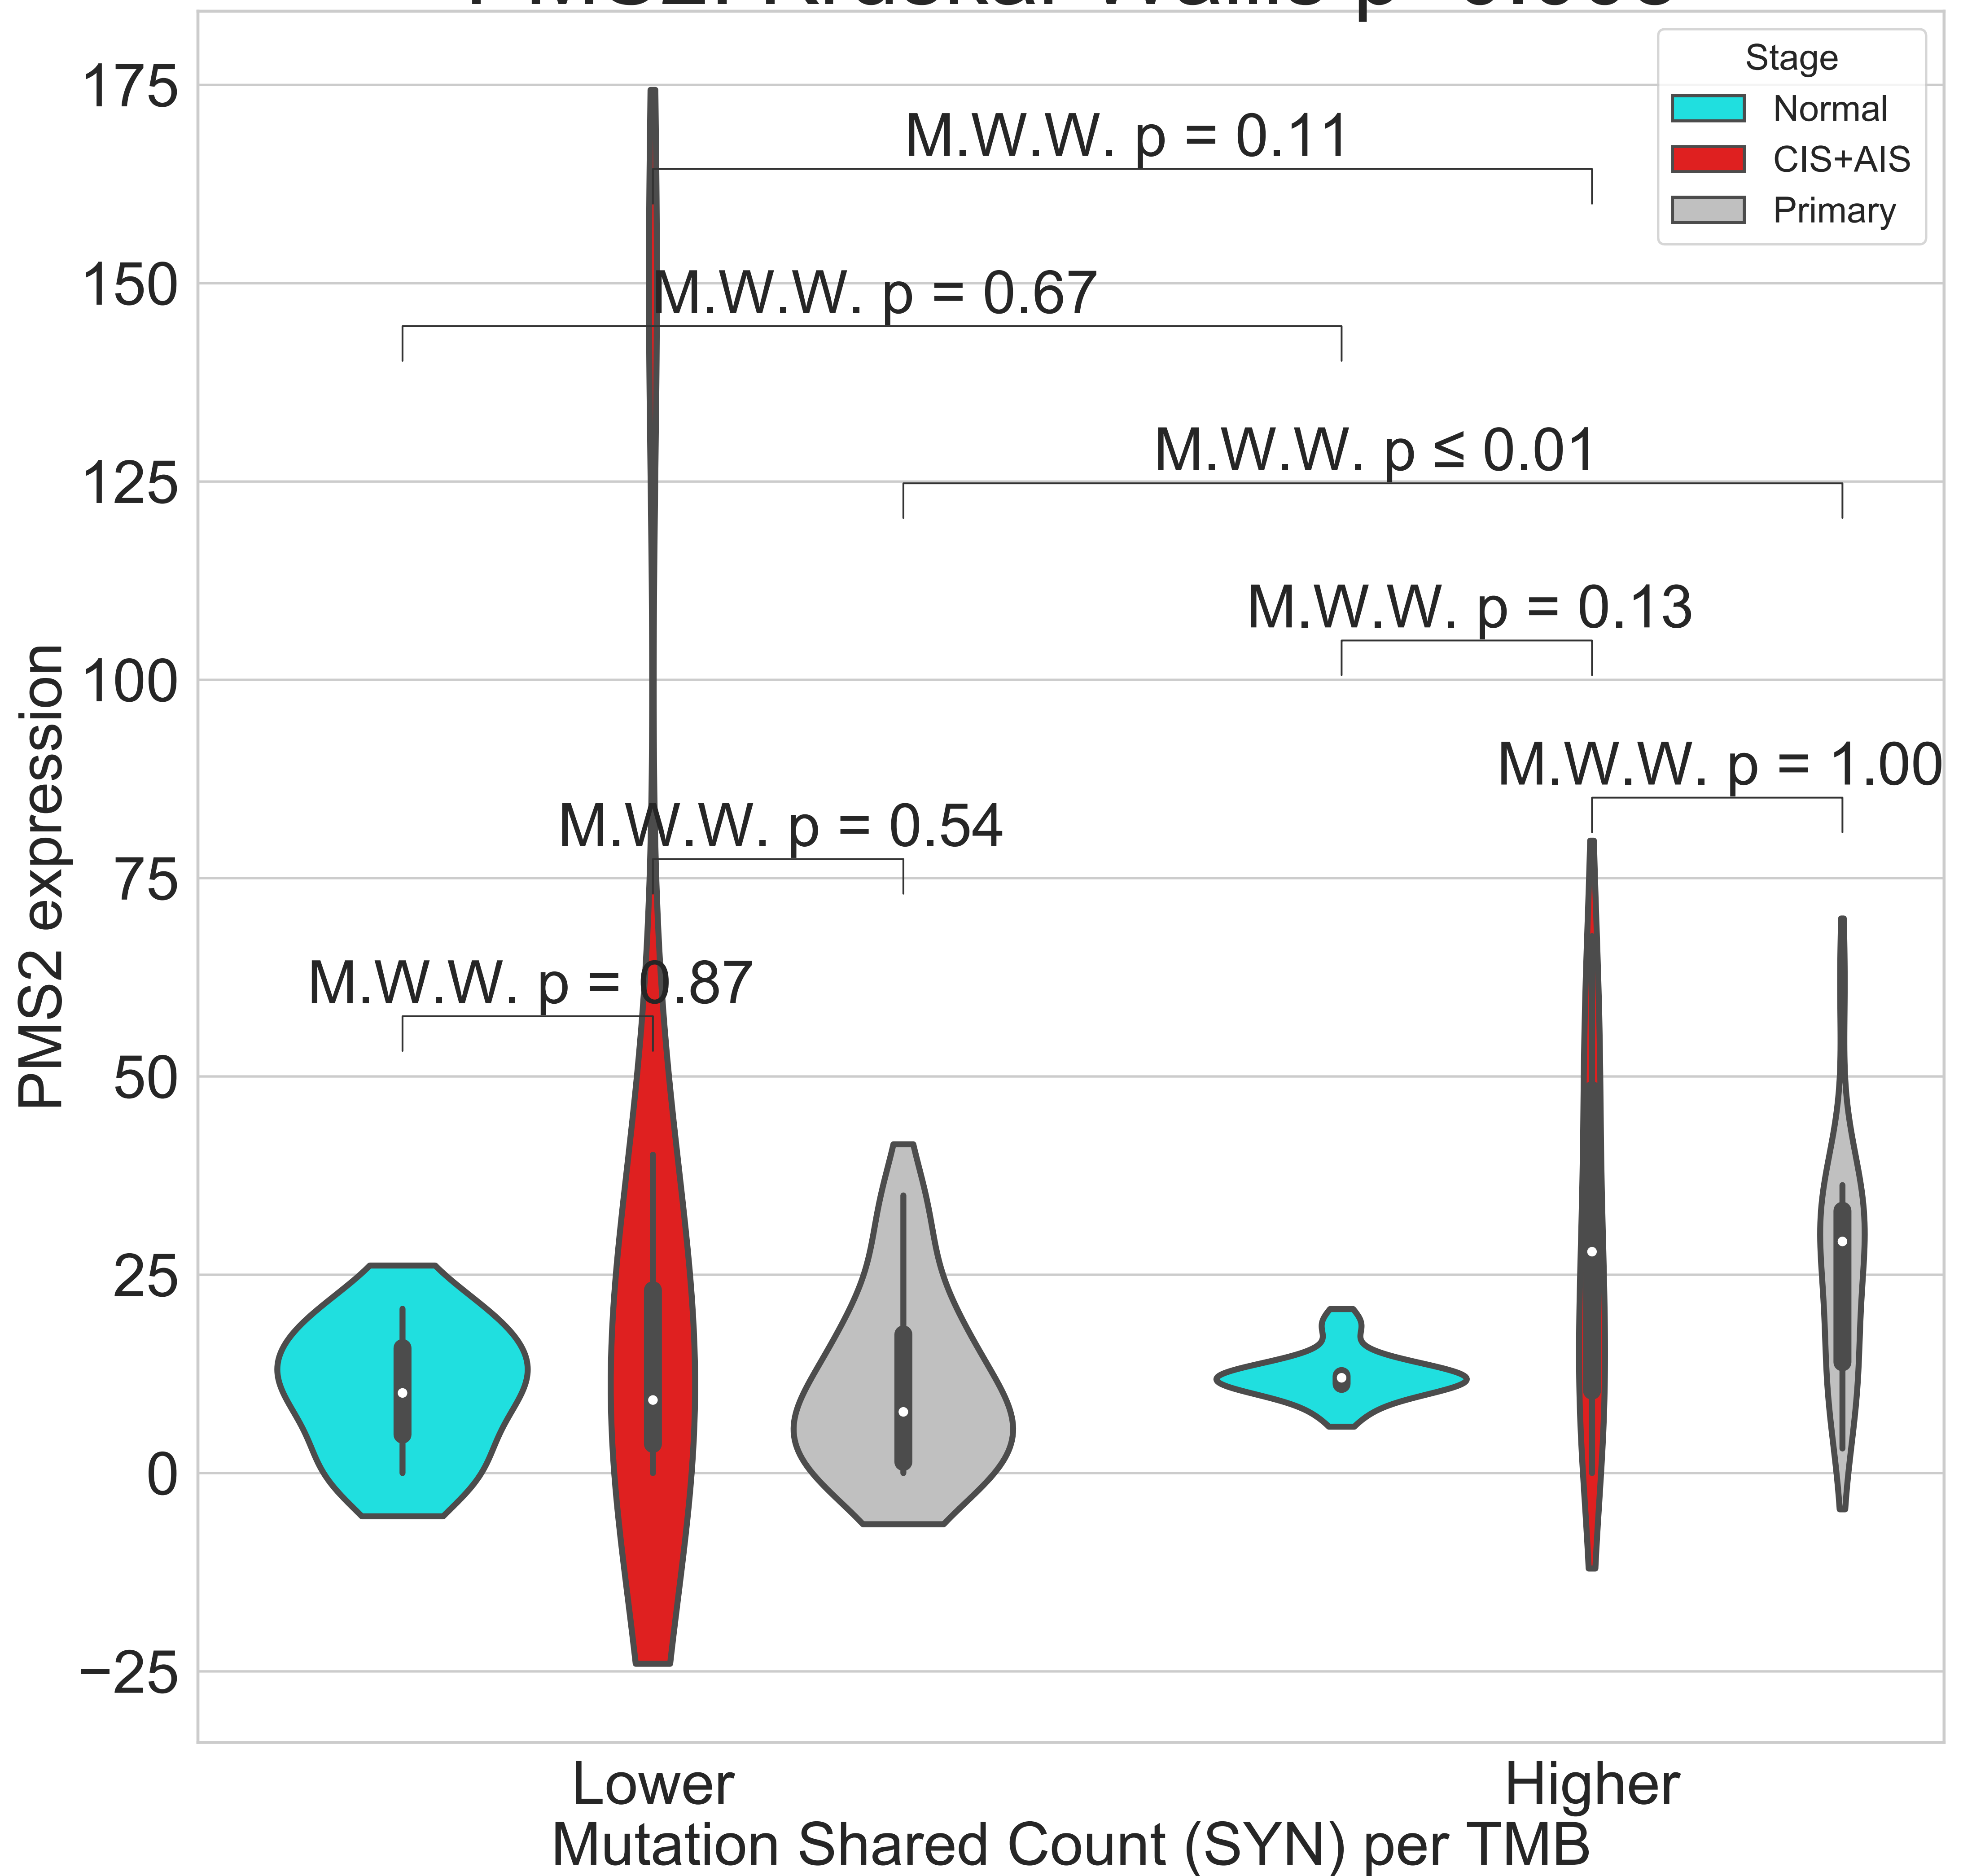 Stage
Normal
CIS+AIS
Primary
175
150
125
100
75
50
25
0
−25
PMS2 expression
M.W.W. p = 0.11
M.W.W. p = 0.67
M.W.W. p ≤ 0.01
M.W.W. p = 0.13
M.W.W. p = 1.00
M.W.W. p = 0.54
M.W.W. p = 0.87
Lower
Higher
Mutation Shared Count (SYN) per TMB